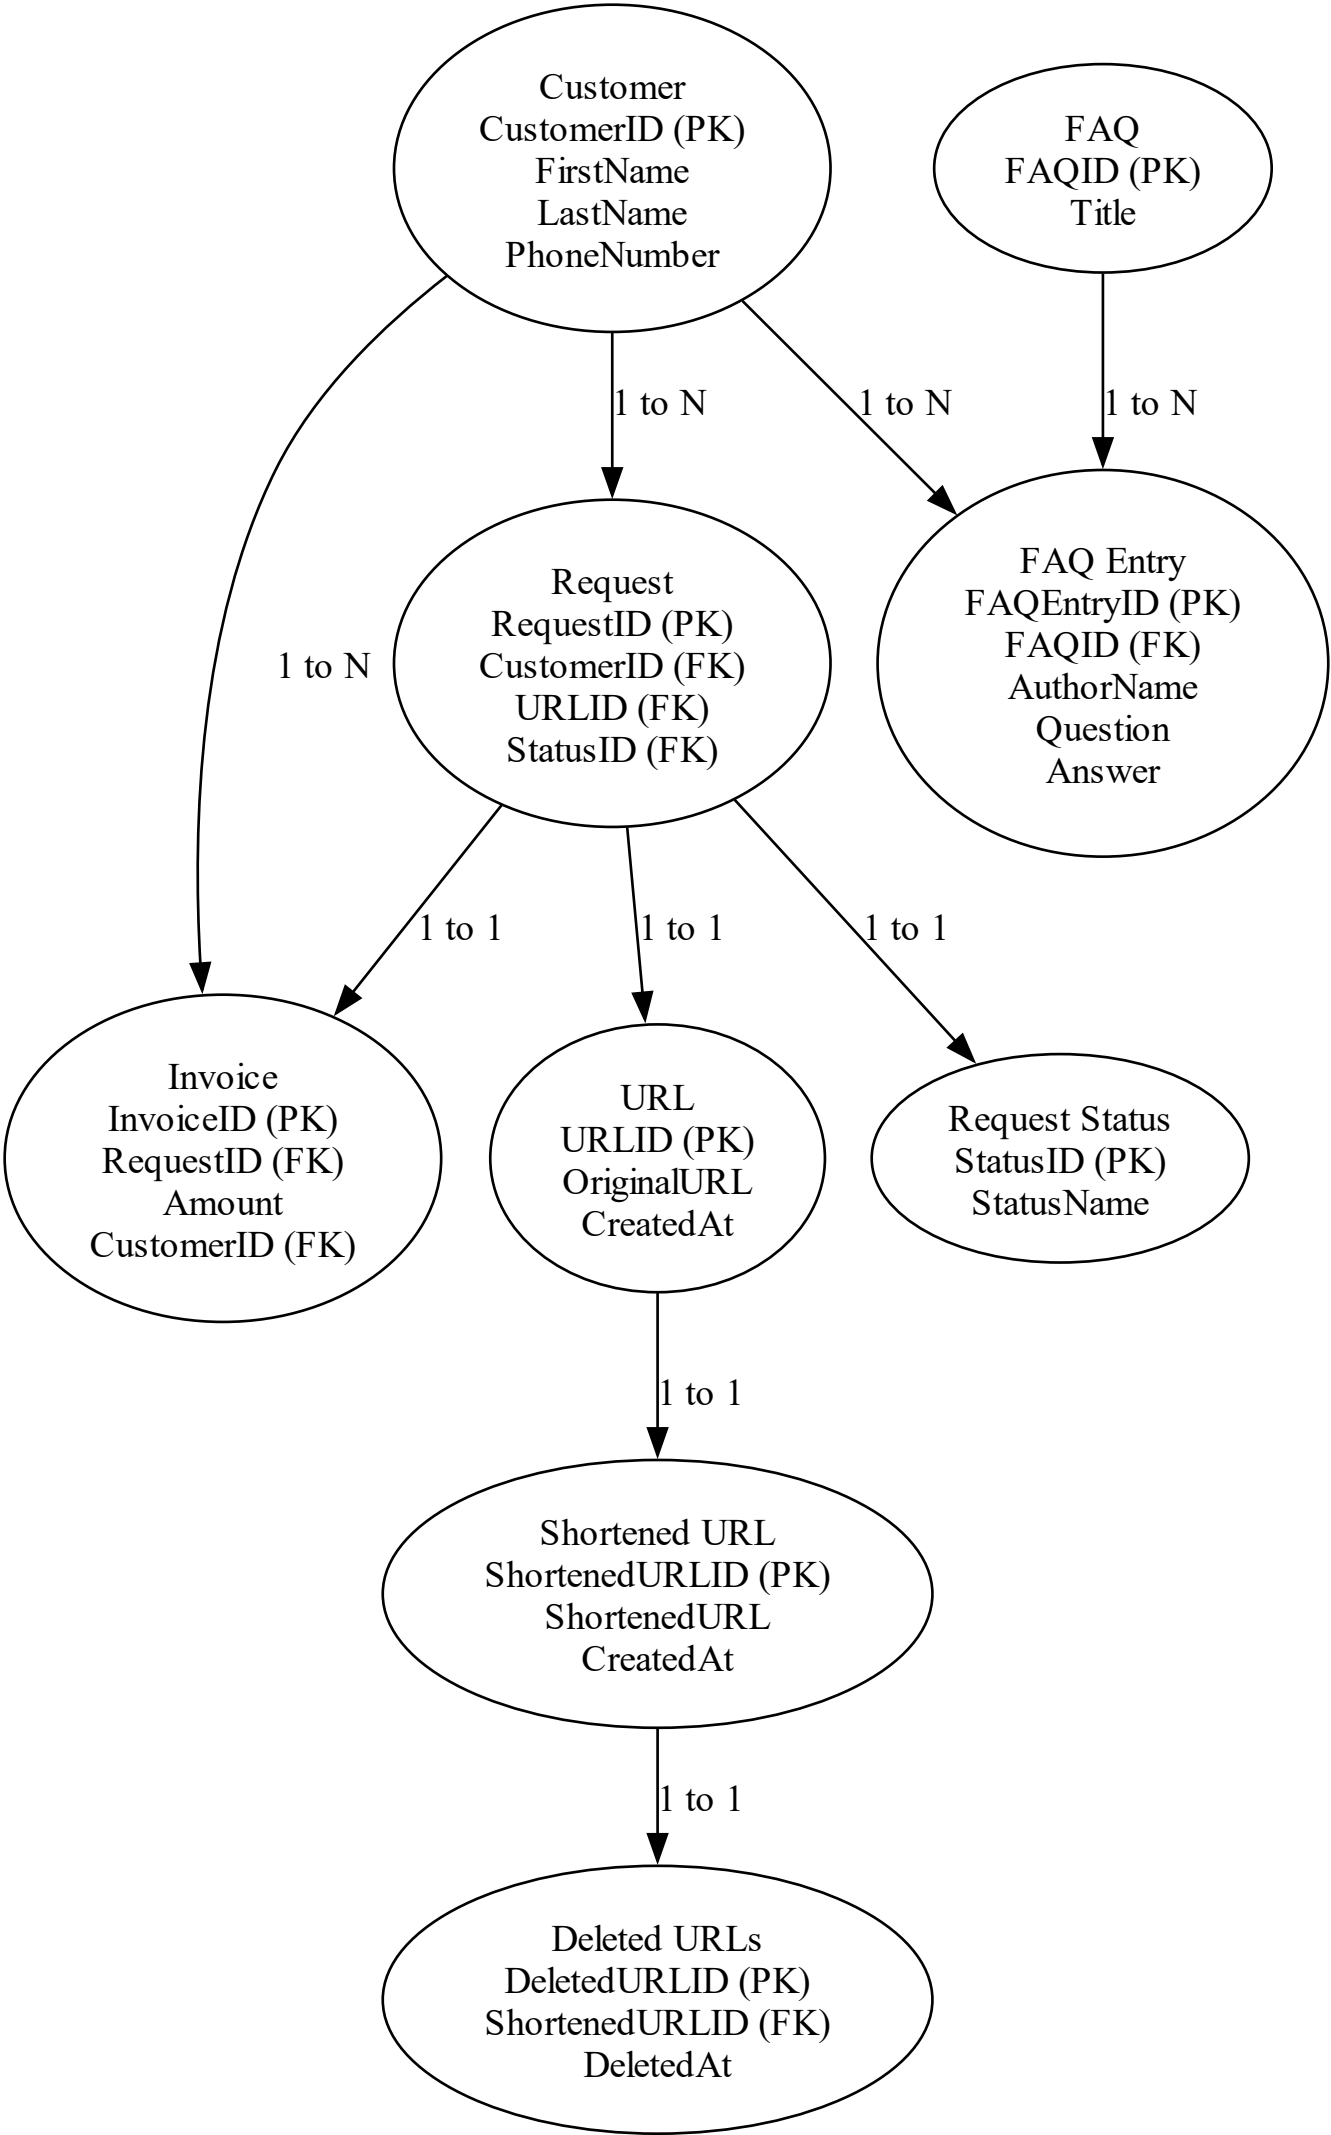 Customer
CustomerID (PK)
FirstName
LastName
PhoneNumber
FAQ
FAQID (PK)
Title
1 to N
1 to N
1 to N
Request
RequestID (PK)
CustomerID (FK)
URLID (FK)
StatusID (FK)
FAQ Entry
FAQEntryID (PK)
FAQID (FK)
AuthorName
Question
Answer
1 to N
1 to 1
1 to 1
1 to 1
Invoice
InvoiceID (PK)
RequestID (FK)
Amount
CustomerID (FK)
URL
URLID (PK)
OriginalURL
CreatedAt
Request Status
StatusID (PK)
StatusName
1 to 1
Shortened URL
ShortenedURLID (PK)
ShortenedURL
CreatedAt
1 to 1
Deleted URLs
DeletedURLID (PK)
ShortenedURLID (FK)
DeletedAt